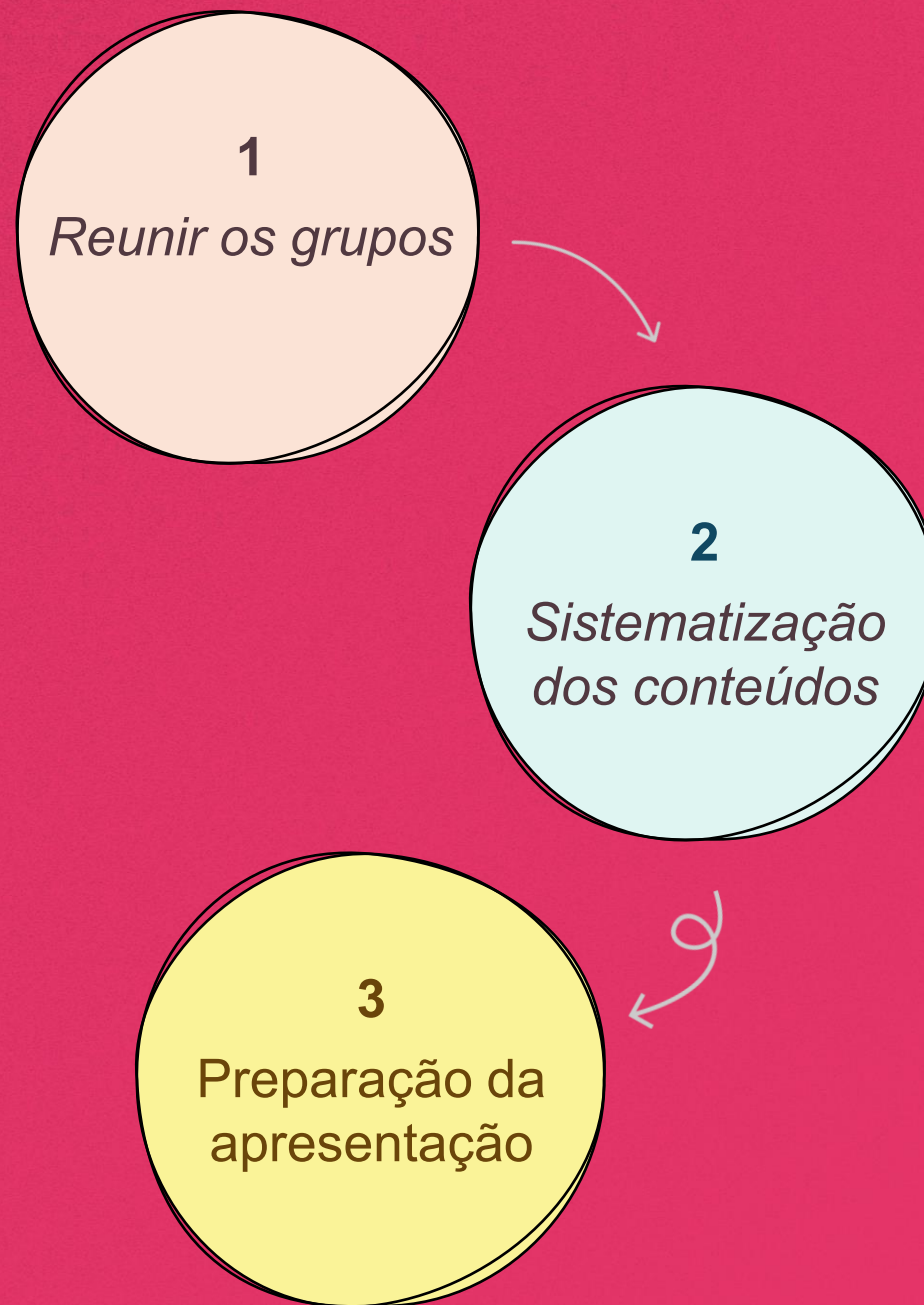 1
Reunir os grupos
2
Sistematização
dos conteúdos
3
Preparação da
apresentação